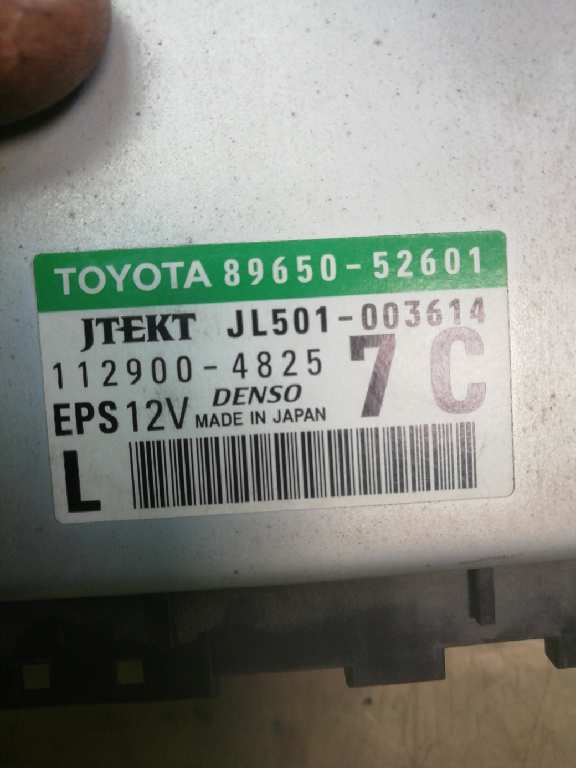 TOYOTA 89650-52601
JTEKT JL501-003614
112900-4825 7C
EPS 12V DENSO
MADE IN JAPAN
L